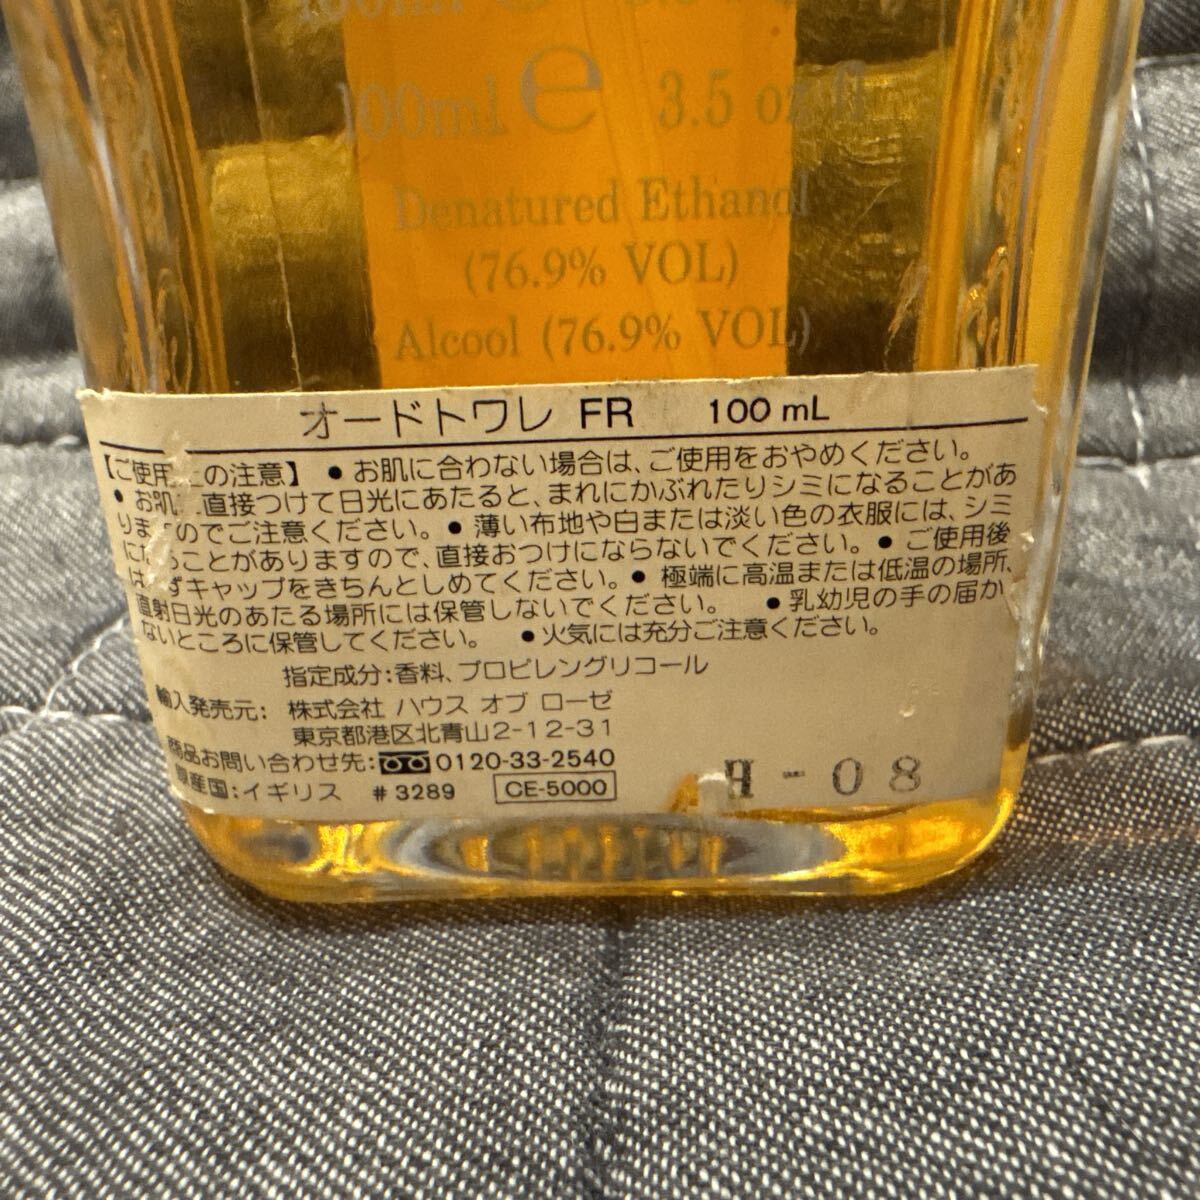 100ml e 3.5 oz fl
Denatured Ethanol
(76.9% VOL)
Alcool (76.9% VOL)
オードトワレ FR 100 mL
【ご使用 の注意】 ●お肌に合わない場合は、ご使用をおやめください。
●お肌 直接つけて日光にあたると、まれにかぶれたりシミになることがあ
りま のでご注意ください。●薄い布地や白または淡い色の衣服には、シミ
に ことがありますので、直接おつけにならないでください。●ご使用後
は ずキャップをきちんとしめてください。●極端に高温または低温の場所、
直射日光のあたる場所には保管しないでください。 ●乳幼児の手の届か
ないところに保管してください。 ●火気には充分ご注意ください。
指定成分:香料、プロピレングリコール
輸入発売元: 株式会社 ハウス オブ ローゼ
東京都港区北青山2-12-31
商品お問い合わせ先: 0120-33-2540
原産国:イギリス #3289 CE-5000
H-08